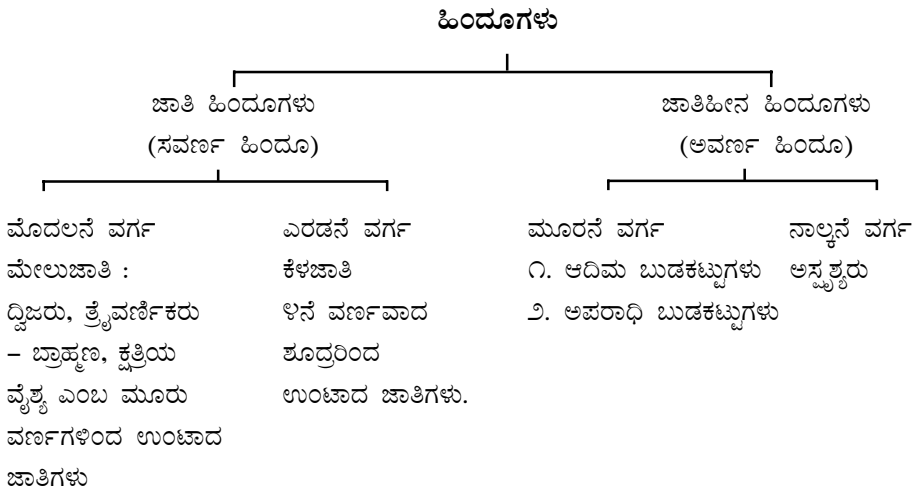 ಹಿಂದೂಗಳು
ಜಾತಿ ಹಿಂದೂಗಳು
(ಸವರ್ಣ ಹಿಂದೂ)
ಜಾತಿಹೀನ ಹಿಂದೂಗಳು
(ಅವರ್ಣ ಹಿಂದೂ)
ಮೊದಲನೆ ವರ್ಗ
ಮೇಲುಜಾತಿ :
ದ್ವಿಜರು, ತ್ರೈವರ್ಣಿಕರು
– ಬ್ರಾಹ್ಮಣ, ಕ್ಷತ್ರಿಯ
ವೈಶ್ಯ ಎಂಬ ಮೂರು
ವರ್ಣಗಳಿಂದ ಉಂಟಾದ
ಜಾತಿಗಳು
ಎರಡನೆ ವರ್ಗ
ಕೆಳಜಾತಿ
೪ನೆ ವರ್ಣವಾದ
ಶೂದ್ರರಿಂದ
ಉಂಟಾದ ಜಾತಿಗಳು.
ಮೂರನೆ ವರ್ಗ
೧. ಆದಿಮ ಬುಡಕಟ್ಟುಗಳು
೨. ಅಪರಾಧಿ ಬುಡಕಟ್ಟುಗಳು
ನಾಲ್ಕನೆ ವರ್ಗ
ಅಸ್ಪೃಶ್ಯರು